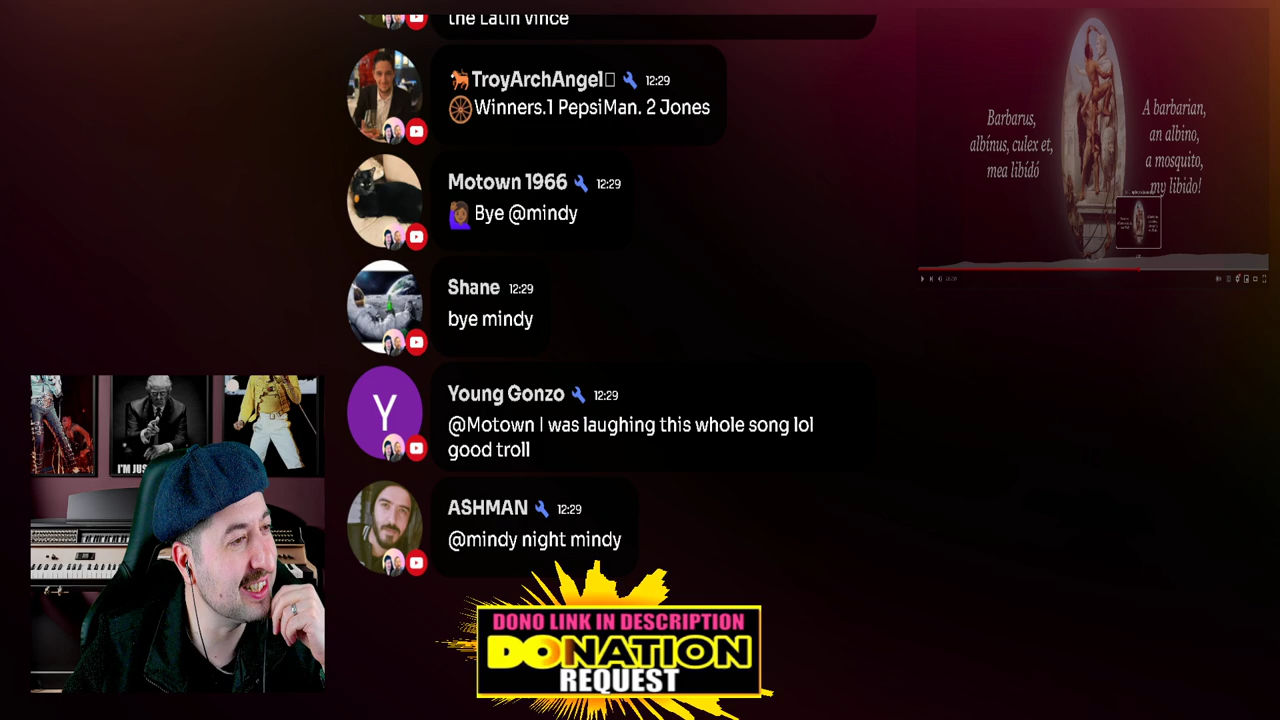 the Latin vince
TroyArchAngel 12:29
Winners.1 PepsiMan. 2 Jones
Motown 1966 12:29
Bye @mindy
Shane 12:29
bye mindy
Young Gonzo 12:29
@Motown I was laughing this whole song lol
good troll
ASHMAN 12:29
@mindy night mindy
Barbarus,
albínus, culex et,
mea libídó
A barbarian,
an albino,
a mosquito,
my libido!
I'M JUS
Y
DONO LINK IN DESCRIPTION
DONATION
REQUEST